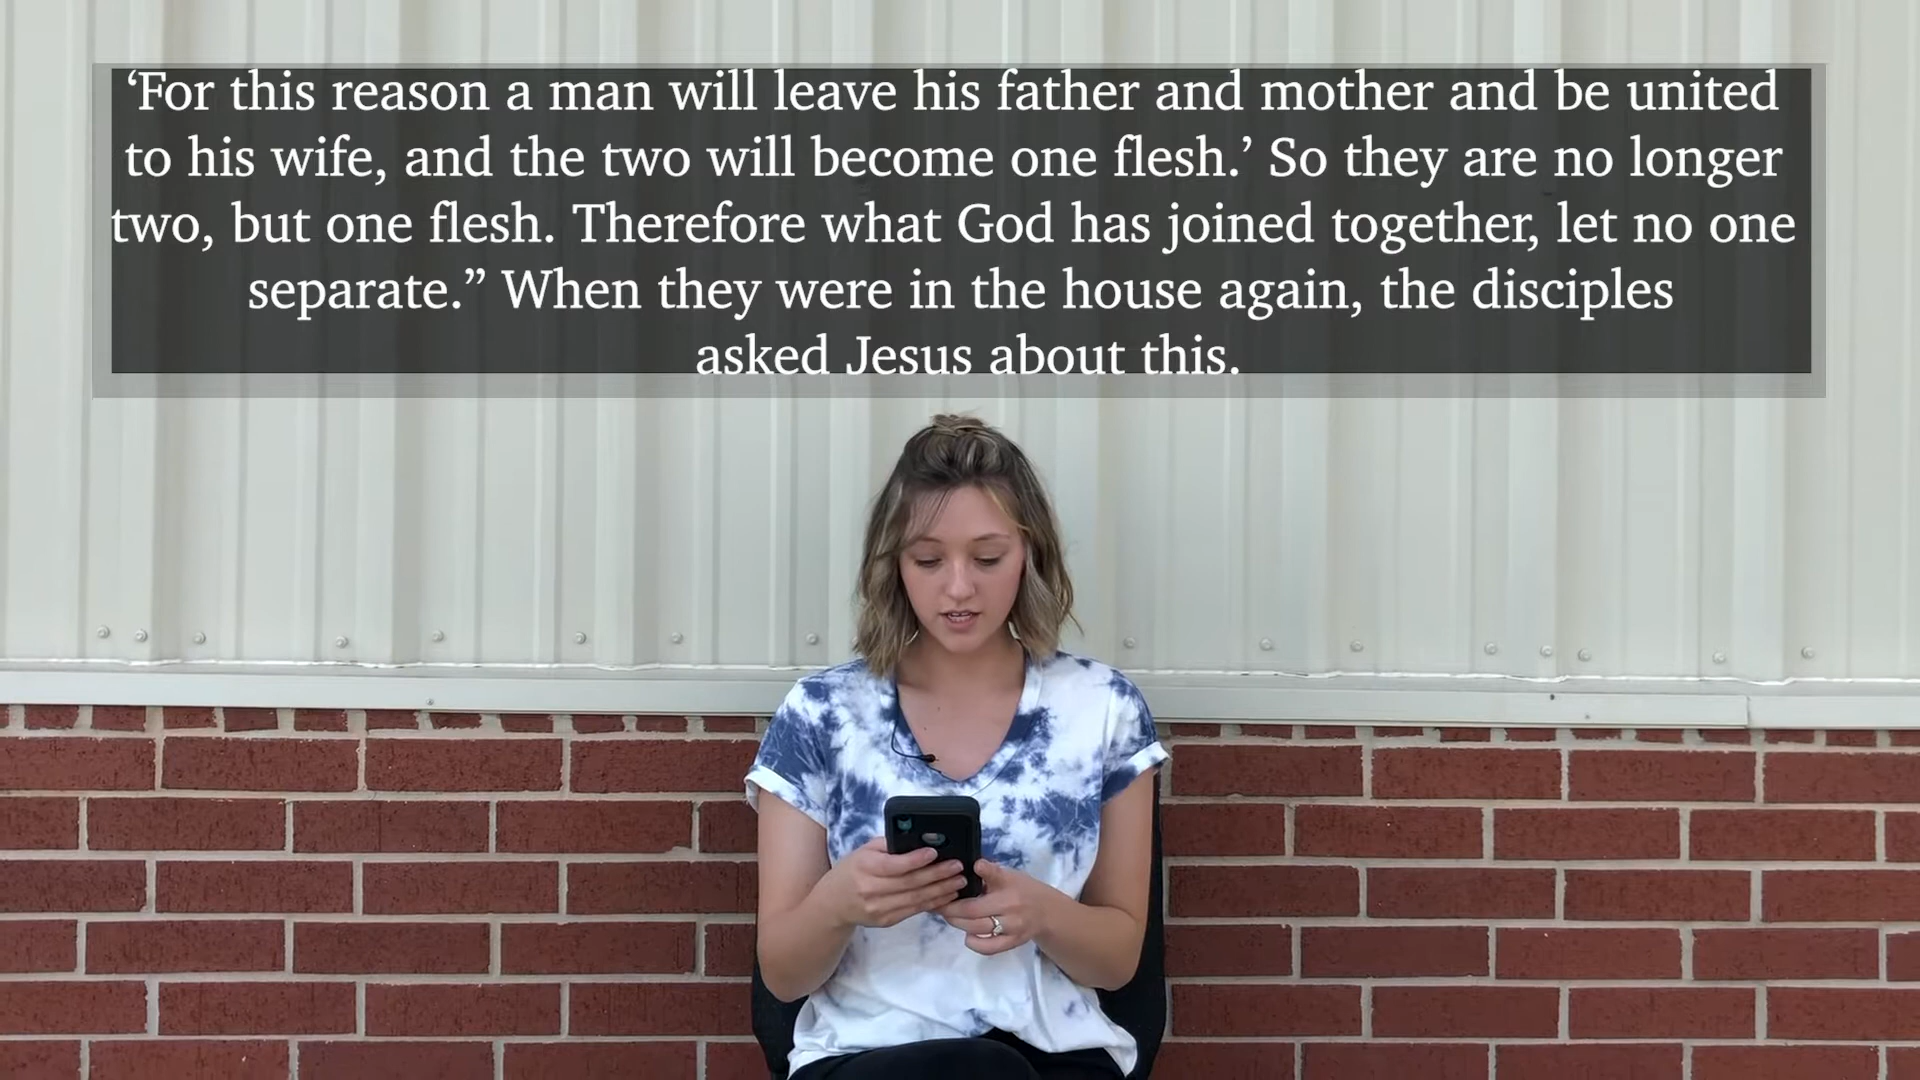 ‘For this reason a man will leave his father and mother and be united
to his wife, and the two will become one flesh.’ So they are no longer
two, but one flesh. Therefore what God has joined together, let no one
separate.” When they were in the house again, the disciples
asked Jesus about this.